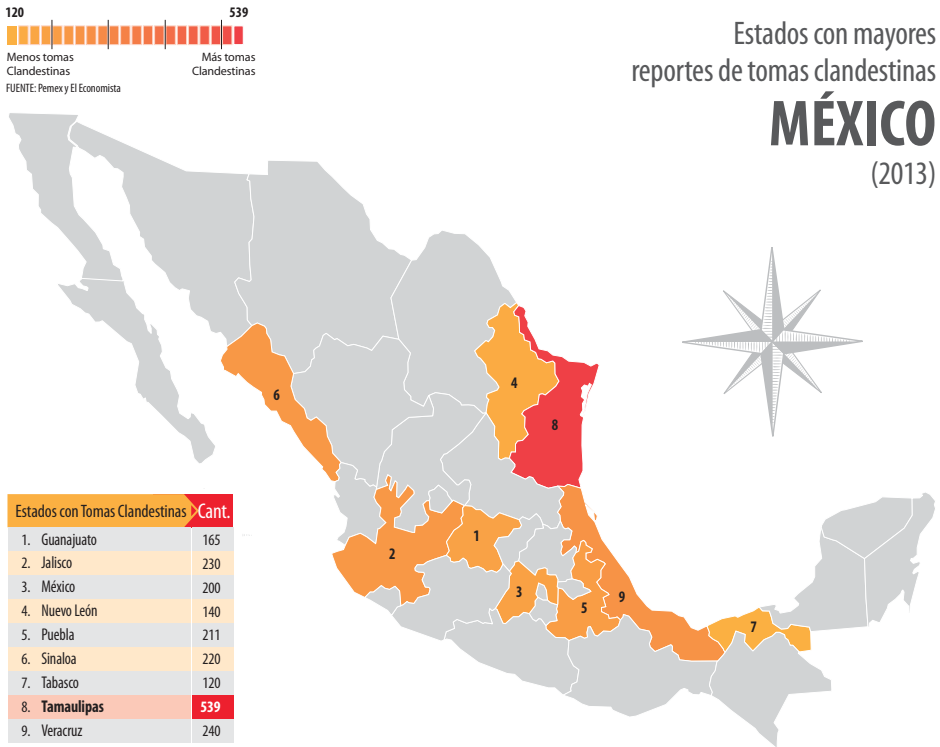 120 539
Menos tomas Más tomas
Clandestinas Clandestinas
FUENTE: Pemex y El Economista
Estados con mayores
reportes de tomas clandestinas
MÉXICO
(2013)
4
8
6
1
2
3
5
9
7
Estados con Tomas Clandestinas Cant.
1. Guanajuato 165
2. Jalisco 230
3. México 200
4. Nuevo León 140
5. Puebla 211
6. Sinaloa 220
7. Tabasco 120
8. Tamaulipas 539
9. Veracruz 240